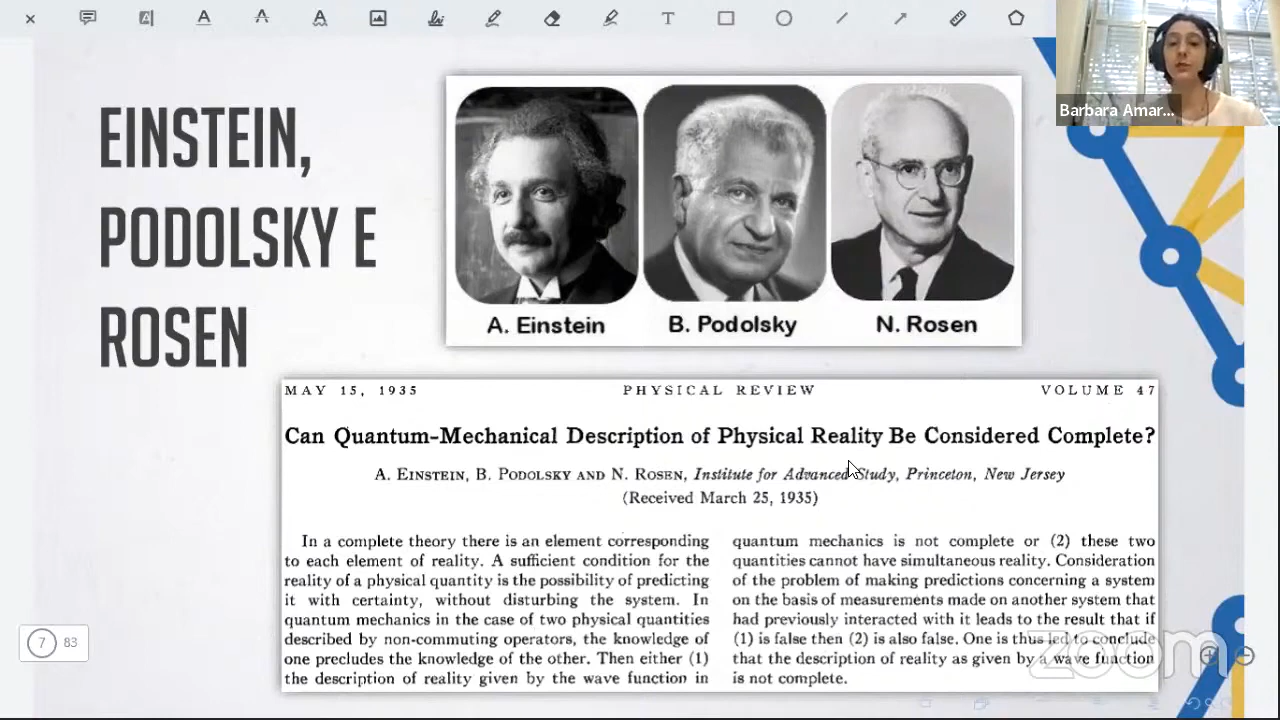 Barbara Amar...
EINSTEIN,
PODOLSKY E
ROSEN
A. Einstein
B. Podolsky
N. Rosen
MAY 15, 1935 PHYSICAL REVIEW VOLUME 47
Can Quantum-Mechanical Description of Physical Reality Be Considered Complete?
A. EINSTEIN, B. PODOLSKY AND N. ROSEN, Institute for Advanced Study, Princeton, New Jersey
(Received March 25, 1935)
In a complete theory there is an element corresponding
to each element of reality. A sufficient condition for the
reality of a physical quantity is the possibility of predicting
it with certainty, without disturbing the system. In
quantum mechanics in the case of two physical quantities
described by non-commuting operators, the knowledge of
one precludes the knowledge of the other. Then either (1)
the description of reality given by the wave function in
quantum mechanics is not complete or (2) these two
quantities cannot have simultaneous reality. Consideration
of the problem of making predictions concerning a system
on the basis of measurements made on another system that
had previously interacted with it leads to the result that if
(1) is false then (2) is also false. One is thus led to conclude
that the description of reality as given by a wave function
is not complete.
7 83
zoom